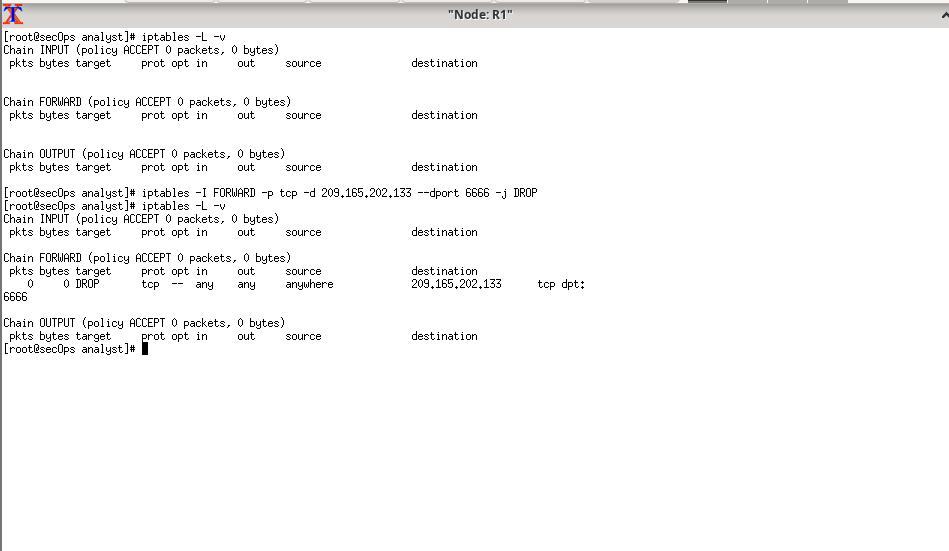 "Node: R1"
[root@secOps analyst]# iptables -L -v
Chain INPUT (policy ACCEPT 0 packets, 0 bytes)
 pkts bytes target     prot opt in     out     source               destination
Chain FORWARD (policy ACCEPT 0 packets, 0 bytes)
 pkts bytes target     prot opt in     out     source               destination
Chain OUTPUT (policy ACCEPT 0 packets, 0 bytes)
 pkts bytes target     prot opt in     out     source               destination
[root@secOps analyst]# iptables -I FORWARD -p tcp -d 209.165.202.133 --dport 6666 -j DROP
[root@secOps analyst]# iptables -L -v
Chain INPUT (policy ACCEPT 0 packets, 0 bytes)
 pkts bytes target     prot opt in     out     source               destination
Chain FORWARD (policy ACCEPT 0 packets, 0 bytes)
 pkts bytes target     prot opt in     out     source               destination
    0     0 DROP       tcp  --  any    any     anywhere             209.165.202.133      tcp dpt:
6666
Chain OUTPUT (policy ACCEPT 0 packets, 0 bytes)
 pkts bytes target     prot opt in     out     source               destination
[root@secOps analyst]#